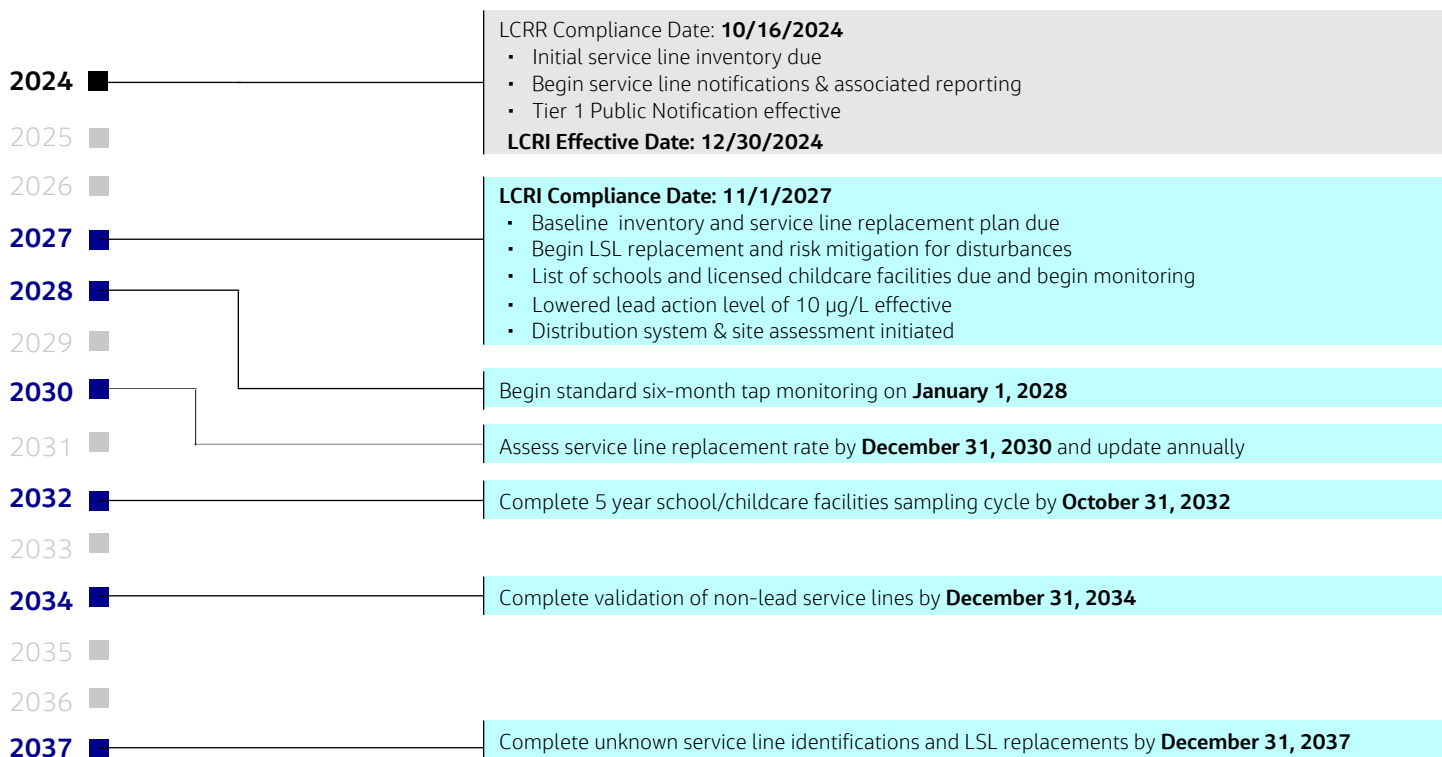 2024
2025
2026
2027
2028
2029
2030
2031
2032
2033
2034
2035
2036
2037
LCRR Compliance Date: 10/16/2024
▪ Initial service line inventory due
▪ Begin service line notifications & associated reporting
▪ Tier 1 Public Notification effective
LCRI Effective Date: 12/30/2024
LCRI Compliance Date: 11/1/2027
▪ Baseline inventory and service line replacement plan due
▪ Begin LSL replacement and risk mitigation for disturbances
▪ List of schools and licensed childcare facilities due and begin monitoring
▪ Lowered lead action level of 10 µg/L effective
▪ Distribution system & site assessment initiated
Begin standard six-month tap monitoring on January 1, 2028
Assess service line replacement rate by December 31, 2030 and update annually
Complete 5 year school/childcare facilities sampling cycle by October 31, 2032
Complete validation of non-lead service lines by December 31, 2034
Complete unknown service line identifications and LSL replacements by December 31, 2037